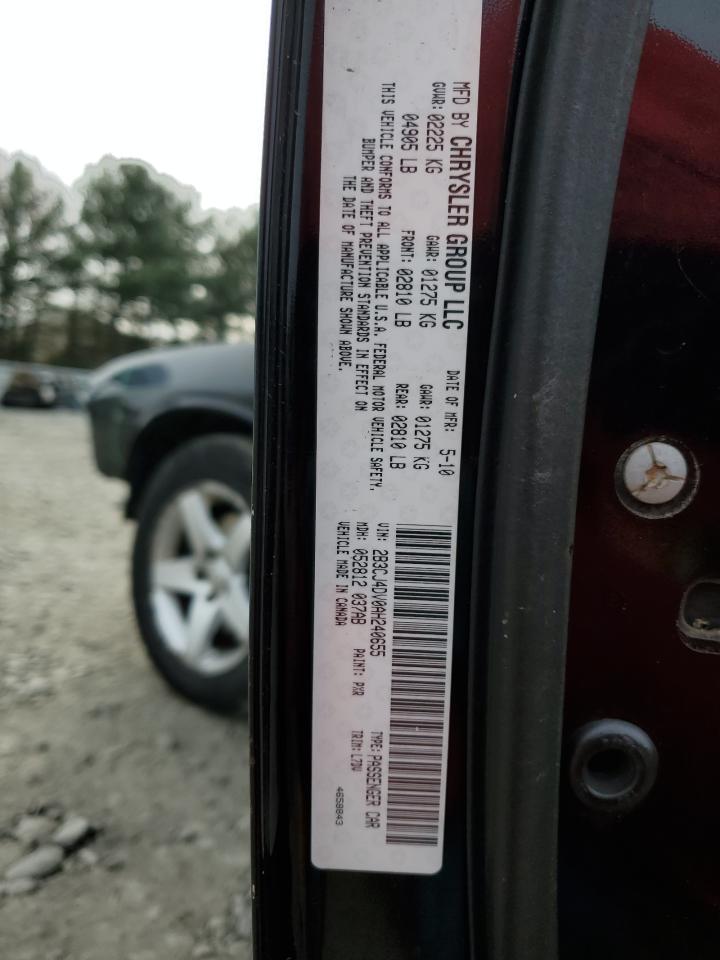 MFD BY CHRYSLER GROUP LLC DATE OF MFR: 5-10
GVWR: 02225 KG GAWR: 01275 KG GAWR: 01275 KG
04905 LB FRONT: 02810 LB REAR: 02810 LB
THIS VEHICLE CONFORMS TO ALL APPLICABLE U.S.A. FEDERAL MOTOR VEHICLE SAFETY,
BUMPER AND THEFT PREVENTION STANDARDS IN EFFECT ON
THE DATE OF MANUFACTURE SHOWN ABOVE.
VIN: 2B3CJ4DV0AH240655 TYPE: PASSENGER CAR
MDH: 052812 037AB PAINT: PXR TRIM: L7DV
VEHICLE MADE IN CANADA 4658843